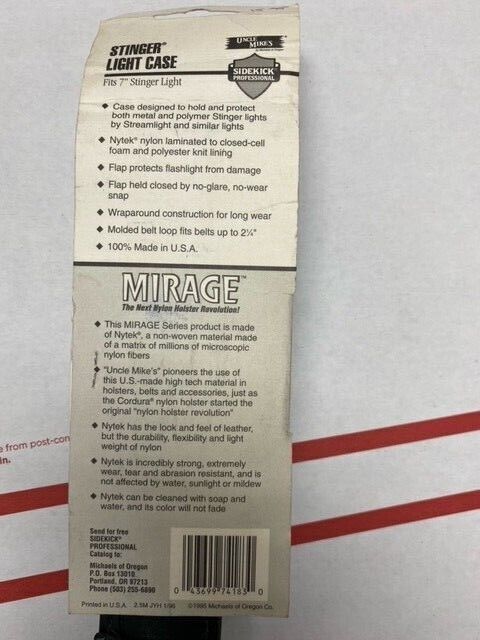 STINGER®
LIGHT CASE
Fits 7" Stinger Light
UNCLE
MIKE'S
SIDEKICK®
PROFESSIONAL
◆ Case designed to hold and protect
both metal and polymer Stinger lights
by Streamlight and similar lights
◆ Nytek® nylon laminated to closed-cell
foam and polyester knit lining
◆ Flap protects flashlight from damage
◆ Flap held closed by no-glare, no-wear
snap
◆ Wraparound construction for long wear
◆ Molded belt loop fits belts up to 2¼"
◆ 100% Made in U.S.A.
MIRAGE™
The Next Nylon Holster Revolution!
◆ This MIRAGE Series product is made
of Nytek®, a non-woven material made
of a matrix of millions of microscopic
nylon fibers
◆ "Uncle Mike's" pioneers the use of
this U.S.-made high tech material in
holsters, belts and accessories, just as
the Cordura® nylon holster started the
original "nylon holster revolution"
◆ Nytek has the look and feel of leather,
but the durability, flexibility and light
weight of nylon
◆ Nytek is incredibly strong, extremely
wear, tear and abrasion resistant, and is
not affected by water, sunlight or mildew
◆ Nytek can be cleaned with soap and
water, and its color will not fade
Send for free
SIDEKICK®
PROFESSIONAL
Catalog to:
Michaels of Oregon
P.O. Box 13010
Portland, OR 97213
Phone (503) 255-6890
0 43699 74183 0
Printed in U.S.A. 2.5M JYH 1/96 ©1995 Michaels of Oregon Co.
e from post-con
in.